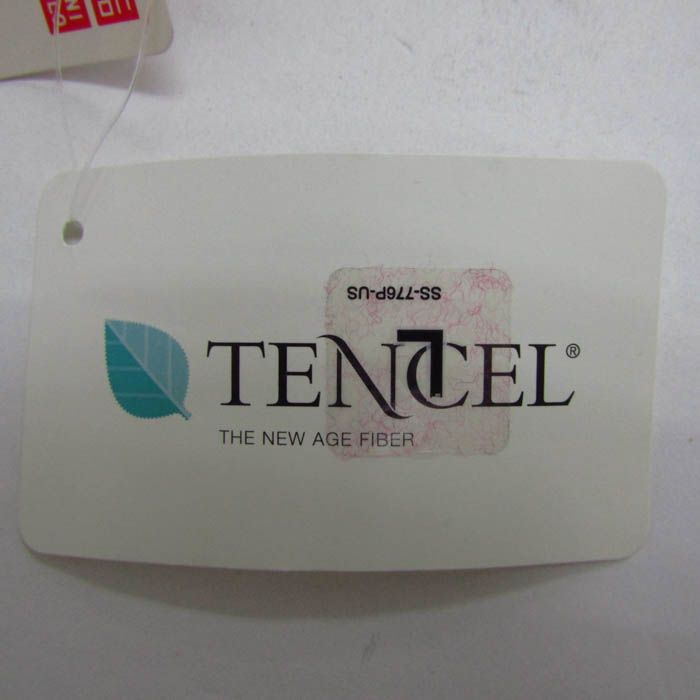 SS-776P-US
L
TENCEL®
THE NEW AGE FIBER